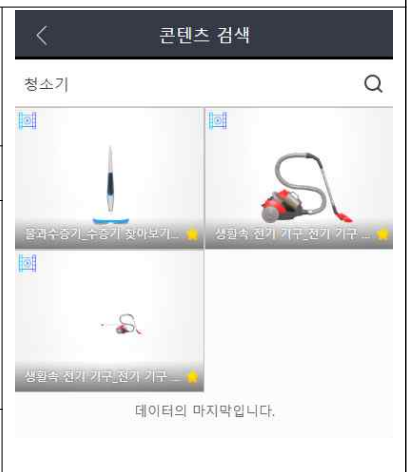 콘텐츠 검색
청소기
물과수증기_수증기 찾아보기...
생활속 전기 기구_전기 기구 ...
생활속 전기 기구_전기 기구 ...
데이터의 마지막입니다.